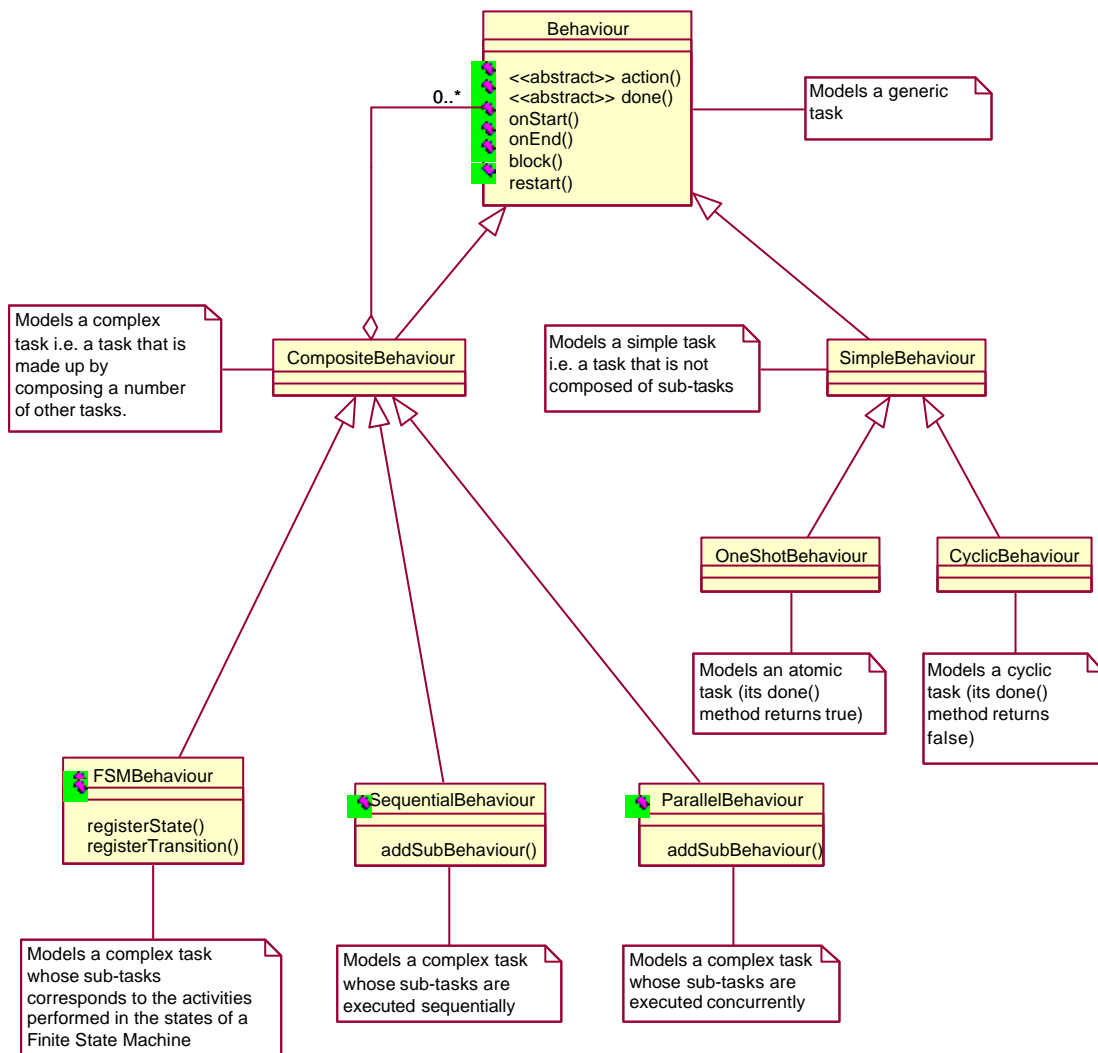 Behaviour
<<abstract>> action()
<<abstract>> done()
onStart()
onEnd()
block()
restart()
0..*
Models a generic
task
Models a complex
task i.e. a task that is
made up by
composing a number
of other tasks.
CompositeBehaviour
Models a simple task
i.e. a task that is not
composed of sub-tasks
SimpleBehaviour
OneShotBehaviour
CyclicBehaviour
Models an atomic
task (its done()
method returns true)
Models a cyclic
task (its done()
method returns
false)
FSMBehaviour
registerState()
registerTransition()
SequentialBehaviour
addSubBehaviour()
ParallelBehaviour
addSubBehaviour()
Models a complex task
whose sub-tasks
corresponds to the activities
performed in the states of a
Finite State Machine
Models a complex task
whose sub-tasks are
executed sequentially
Models a complex task
whose sub-tasks are
executed concurrently